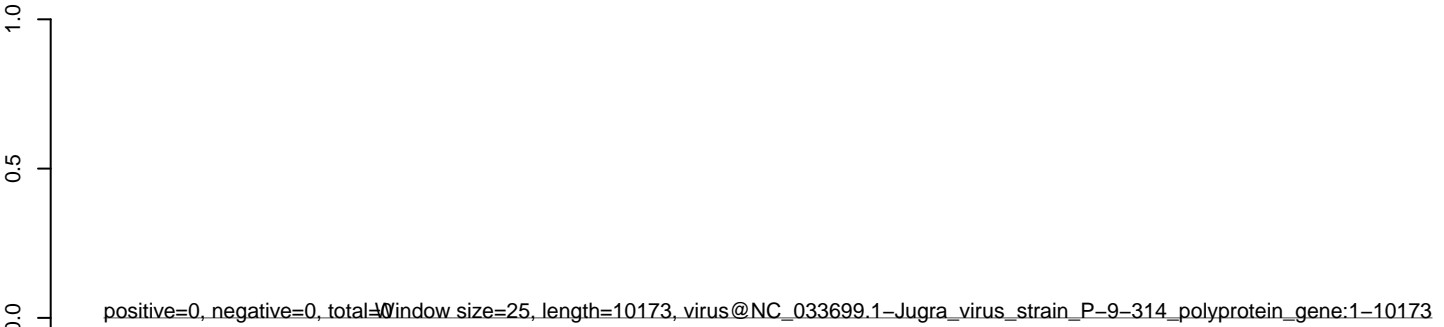 1.0
0.5
0.0
positive=0, negative=0, total=0
Window size=25, length=10173, virus@NC_033699.1−Jugra_virus_strain_P−9−314_polyprotein_gene:1−10173